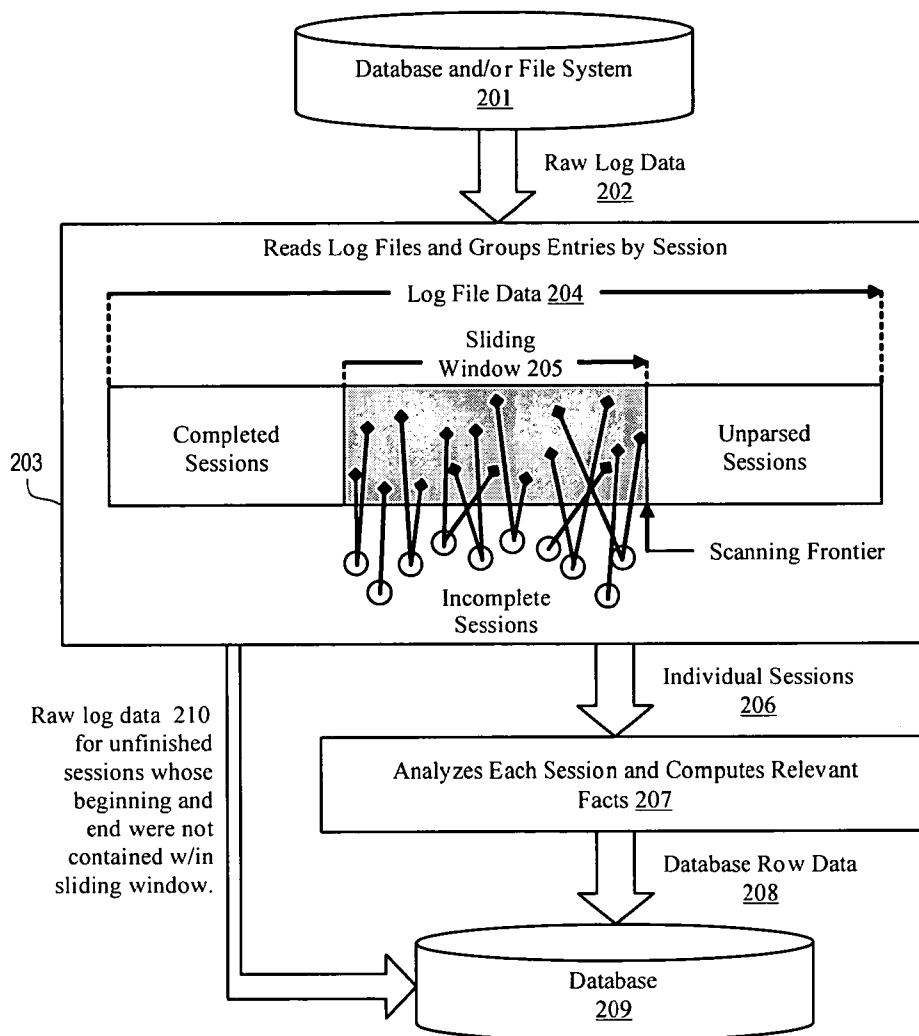 Database and/or File System
201
Raw Log Data
202
Reads Log Files and Groups Entries by Session
Log File Data 204
Sliding
Window 205
Completed
Sessions
Unparsed
Sessions
203
Scanning Frontier
Incomplete
Sessions
Individual Sessions
206
Raw log data 210
for unfinished
sessions whose
beginning and
end were not
contained w/in
sliding window.
Analyzes Each Session and Computes Relevant
Facts 207
Database Row Data
208
Database
209